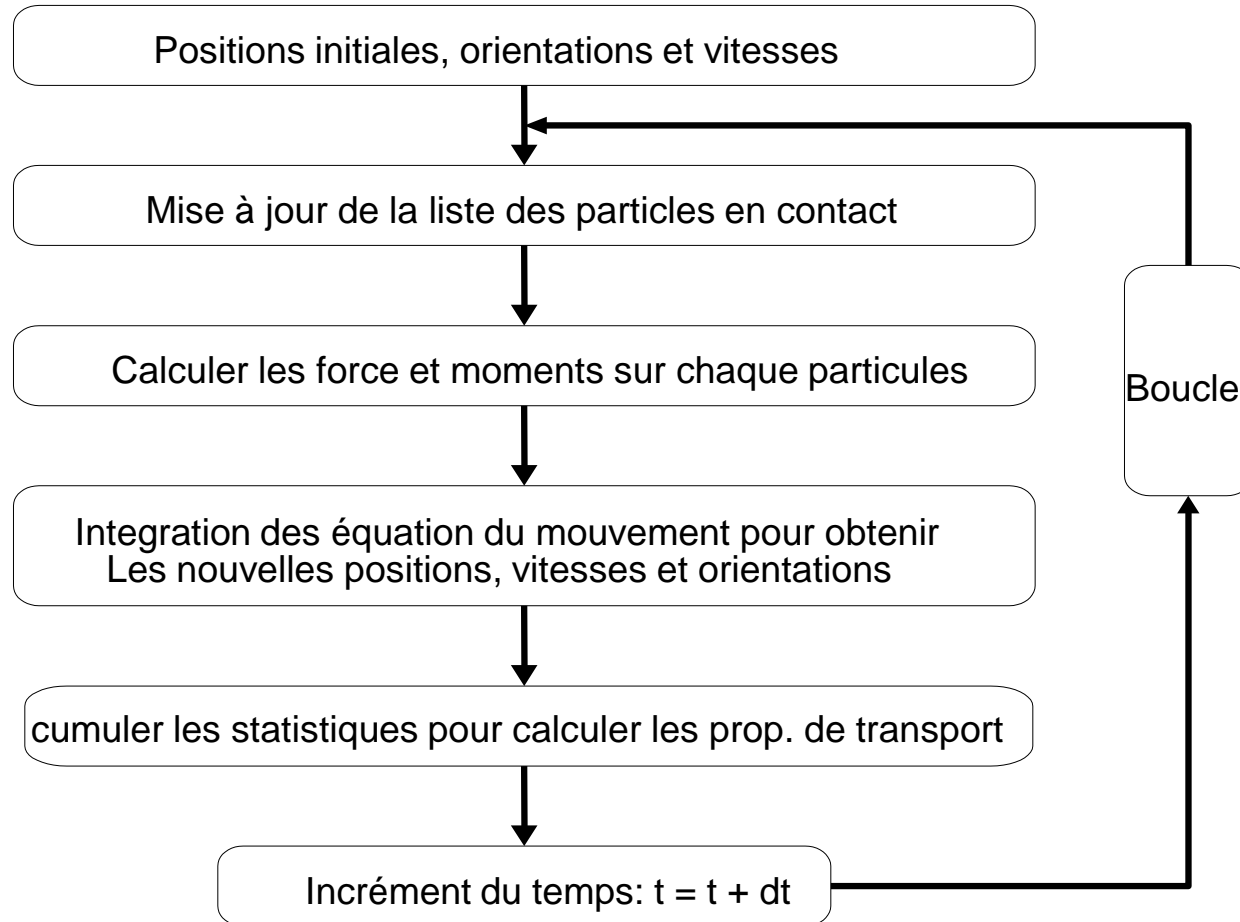 Positions initiales, orientations et vitesses
Mise à jour de la liste des particles en contact
Calculer les force et moments sur chaque particules
Boucle
Integration des équation du mouvement pour obtenir
Les nouvelles positions, vitesses et orientations
cumuler les statistiques pour calculer les prop. de transport
Incrément du temps: t = t + dt